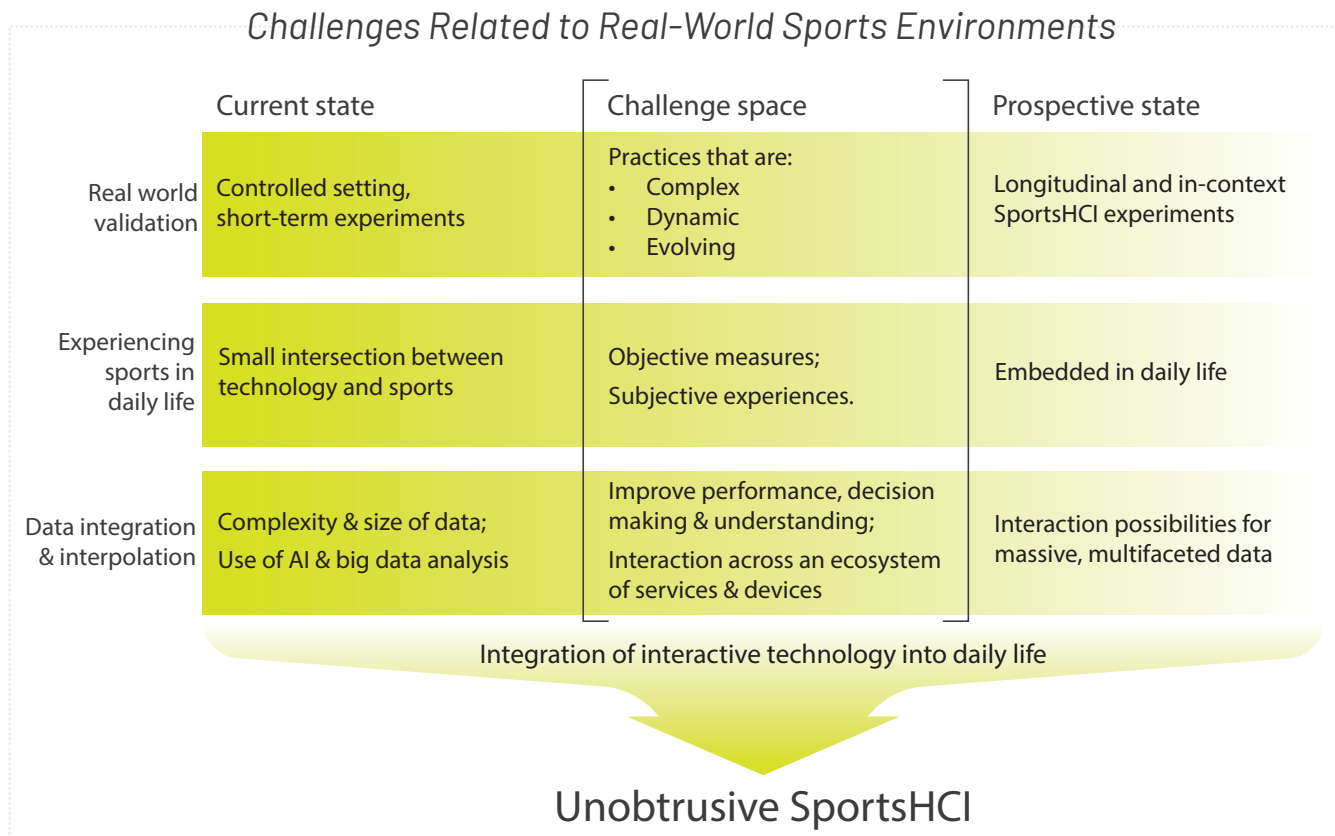 Challenges Related to Real-World Sports Environments
Current state
Challenge space
Prospective state
Real world
validation
Controlled setting,
short-term experiments
Practices that are:
• Complex
• Dynamic
• Evolving
Longitudinal and in-context
SportsHCI experiments
Experiencing
sports in
daily life
Small intersection between
technology and sports
Objective measures;
Subjective experiences.
Embedded in daily life
Data integration
& interpolation
Complexity & size of data;
Use of AI & big data analysis
Improve performance, decision
making & understanding;
Interaction across an ecosystem
of services & devices
Interaction possibilities for
massive, multifaceted data
Integration of interactive technology into daily life
Unobtrusive SportsHCI